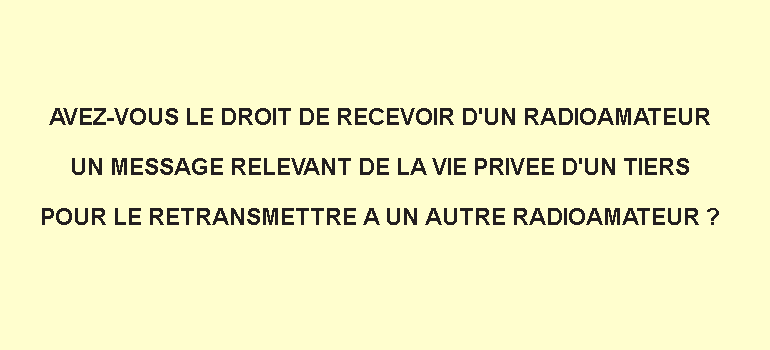 AVEZ-VOUS LE DROIT DE RECEVOIR D'UN RADIOAMATEUR
UN MESSAGE RELEVANT DE LA VIE PRIVEE D'UN TIERS
POUR LE RETRANSMETTRE A UN AUTRE RADIOAMATEUR ?